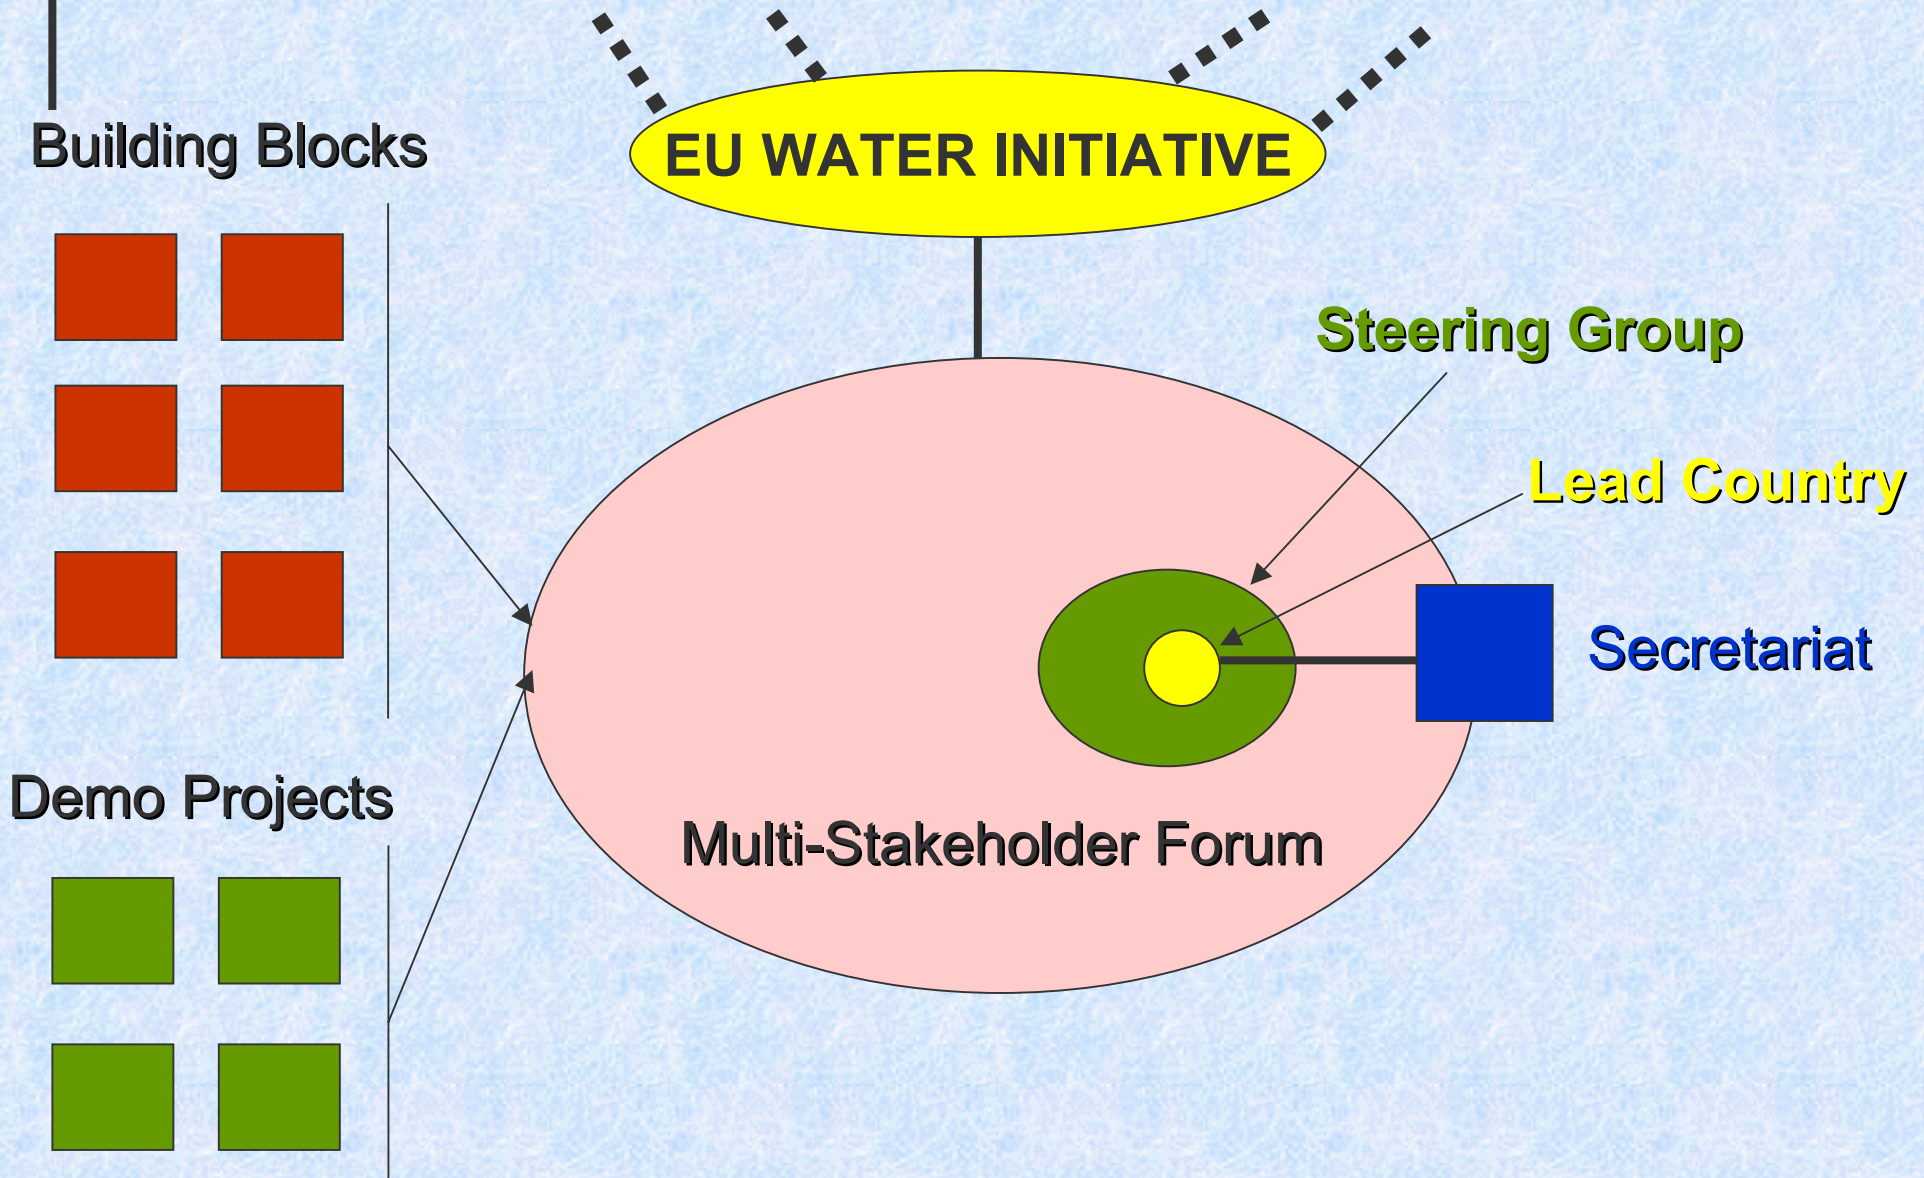 Building Blocks
EU WATER INITIATIVE
Steering Group
Lead Country
Secretariat
Demo Projects
Multi-Stakeholder Forum